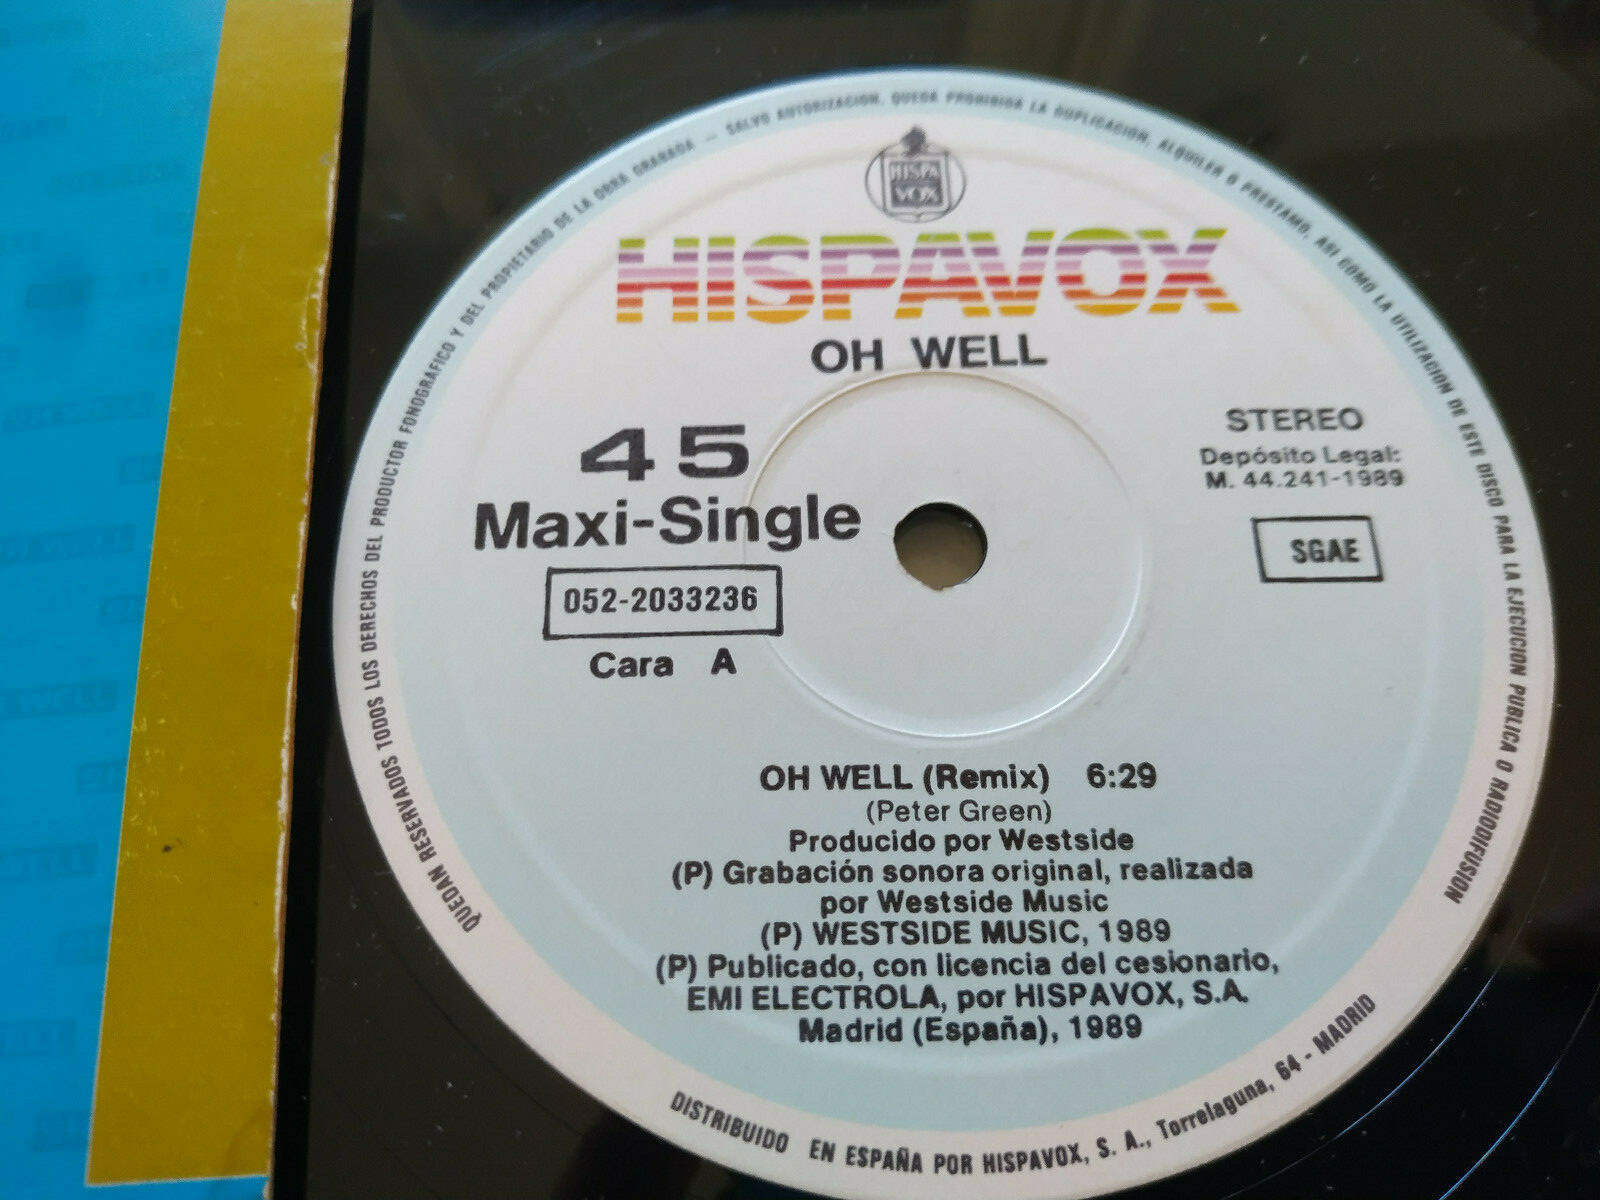 QUEDAN RESERVADOS TODOS LOS DERECHOS DEL PRODUCTOR FONOGRAFICO Y DEL PROPIETARIO DE LA OBRA GRABADA — SALVO AUTORIZACION, QUEDA PROHIBIDA LA DUPLICACION, ALQUILER O PRESTAMO, ASI COMO LA UTILIZACION DE ESTE DISCO PARA LA EJECUCION PUBLICA O RADIODIFUSION
HISPA
VOX
HISPAVOX
OH WELL
45
Maxi-Single
052-2033236
Cara A
STEREO
Depósito Legal:
M. 44.241-1989
SGAE
OH WELL (Remix) 6:29
(Peter Green)
Producido por Westside
(P) Grabación sonora original, realizada
por Westside Music
(P) WESTSIDE MUSIC, 1989
(P) Publicado, con licencia del cesionario,
EMI ELECTROLA, por HISPAVOX, S.A.
Madrid (España), 1989
DISTRIBUIDO EN ESPAÑA POR HISPAVOX, S. A., Torrelaguna, 64 - MADRID